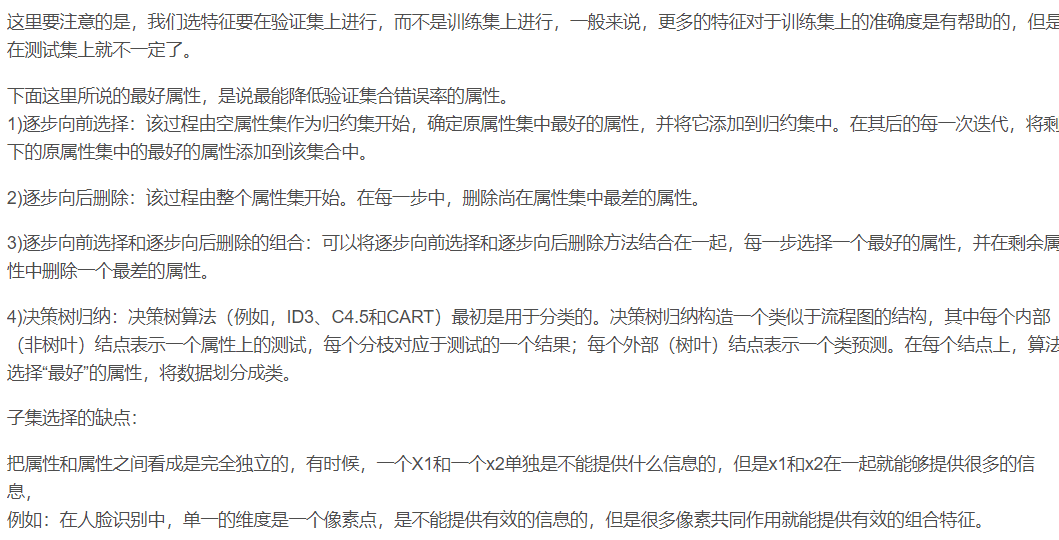 这里要注意的是，我们选特征要在验证集上进行，而不是训练集上进行，一般来说，更多的特征对于训练集上的准确度是有帮助的，但是
在测试集上就不一定了。
下面这里所说的最好属性，是说最能降低验证集合错误率的属性。
1)逐步向前选择：该过程由空属性集作为归约集开始，确定原属性集中最好的属性，并将它添加到归约集中。在其后的每一次迭代，将剩
下的原属性集中的最好的属性添加到该集合中。
2)逐步向后删除：该过程由整个属性集开始。在每一步中，删除尚在属性集中最差的属性。
3)逐步向前选择和逐步向后删除的组合：可以将逐步向前选择和逐步向后删除方法结合在一起，每一步选择一个最好的属性，并在剩余属
性中删除一个最差的属性。
4)决策树归纳：决策树算法（例如，ID3、C4.5和CART）最初是用于分类的。决策树归纳构造一个类似于流程图的结构，其中每个内部
（非树叶）结点表示一个属性上的测试，每个分枝对应于测试的一个结果；每个外部（树叶）结点表示一个类预测。在每个结点上，算法
选择“最好”的属性，将数据划分成类。
子集选择的缺点：
把属性和属性之间看成是完全独立的，有时候，一个X1和一个x2单独是不能提供什么信息的，但是x1和x2在一起就能够提供很多的信
息，
例如：在人脸识别中，单一的维度是一个像素点，是不能提供有效的信息的，但是很多像素共同作用就能提供有效的组合特征。